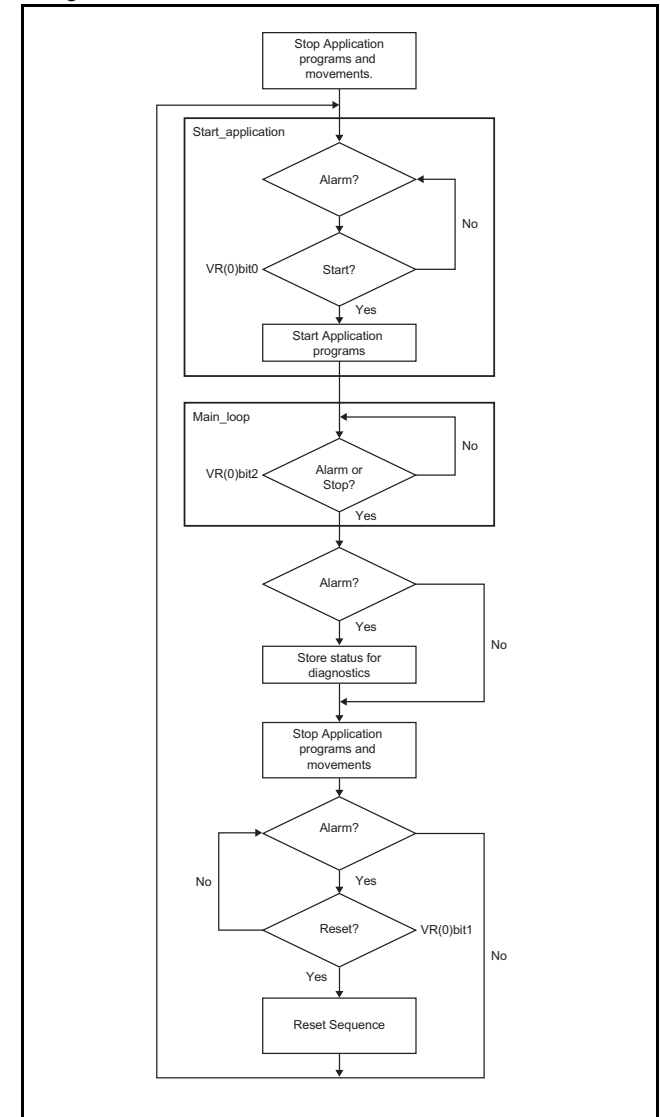 Stop Application
programs and
movements.
Start_application
Alarm?
No
VR(0)bit0
Start?
Yes
Start Application
programs
Main_loop
No
VR(0)bit2
Alarm or
Stop?
Yes
Alarm?
Yes
No
Store status for
diagnostics
Stop Application
programs and
movements
Alarm?
No
Yes
Reset?
VR(0)bit1
No
Yes
Reset Sequence